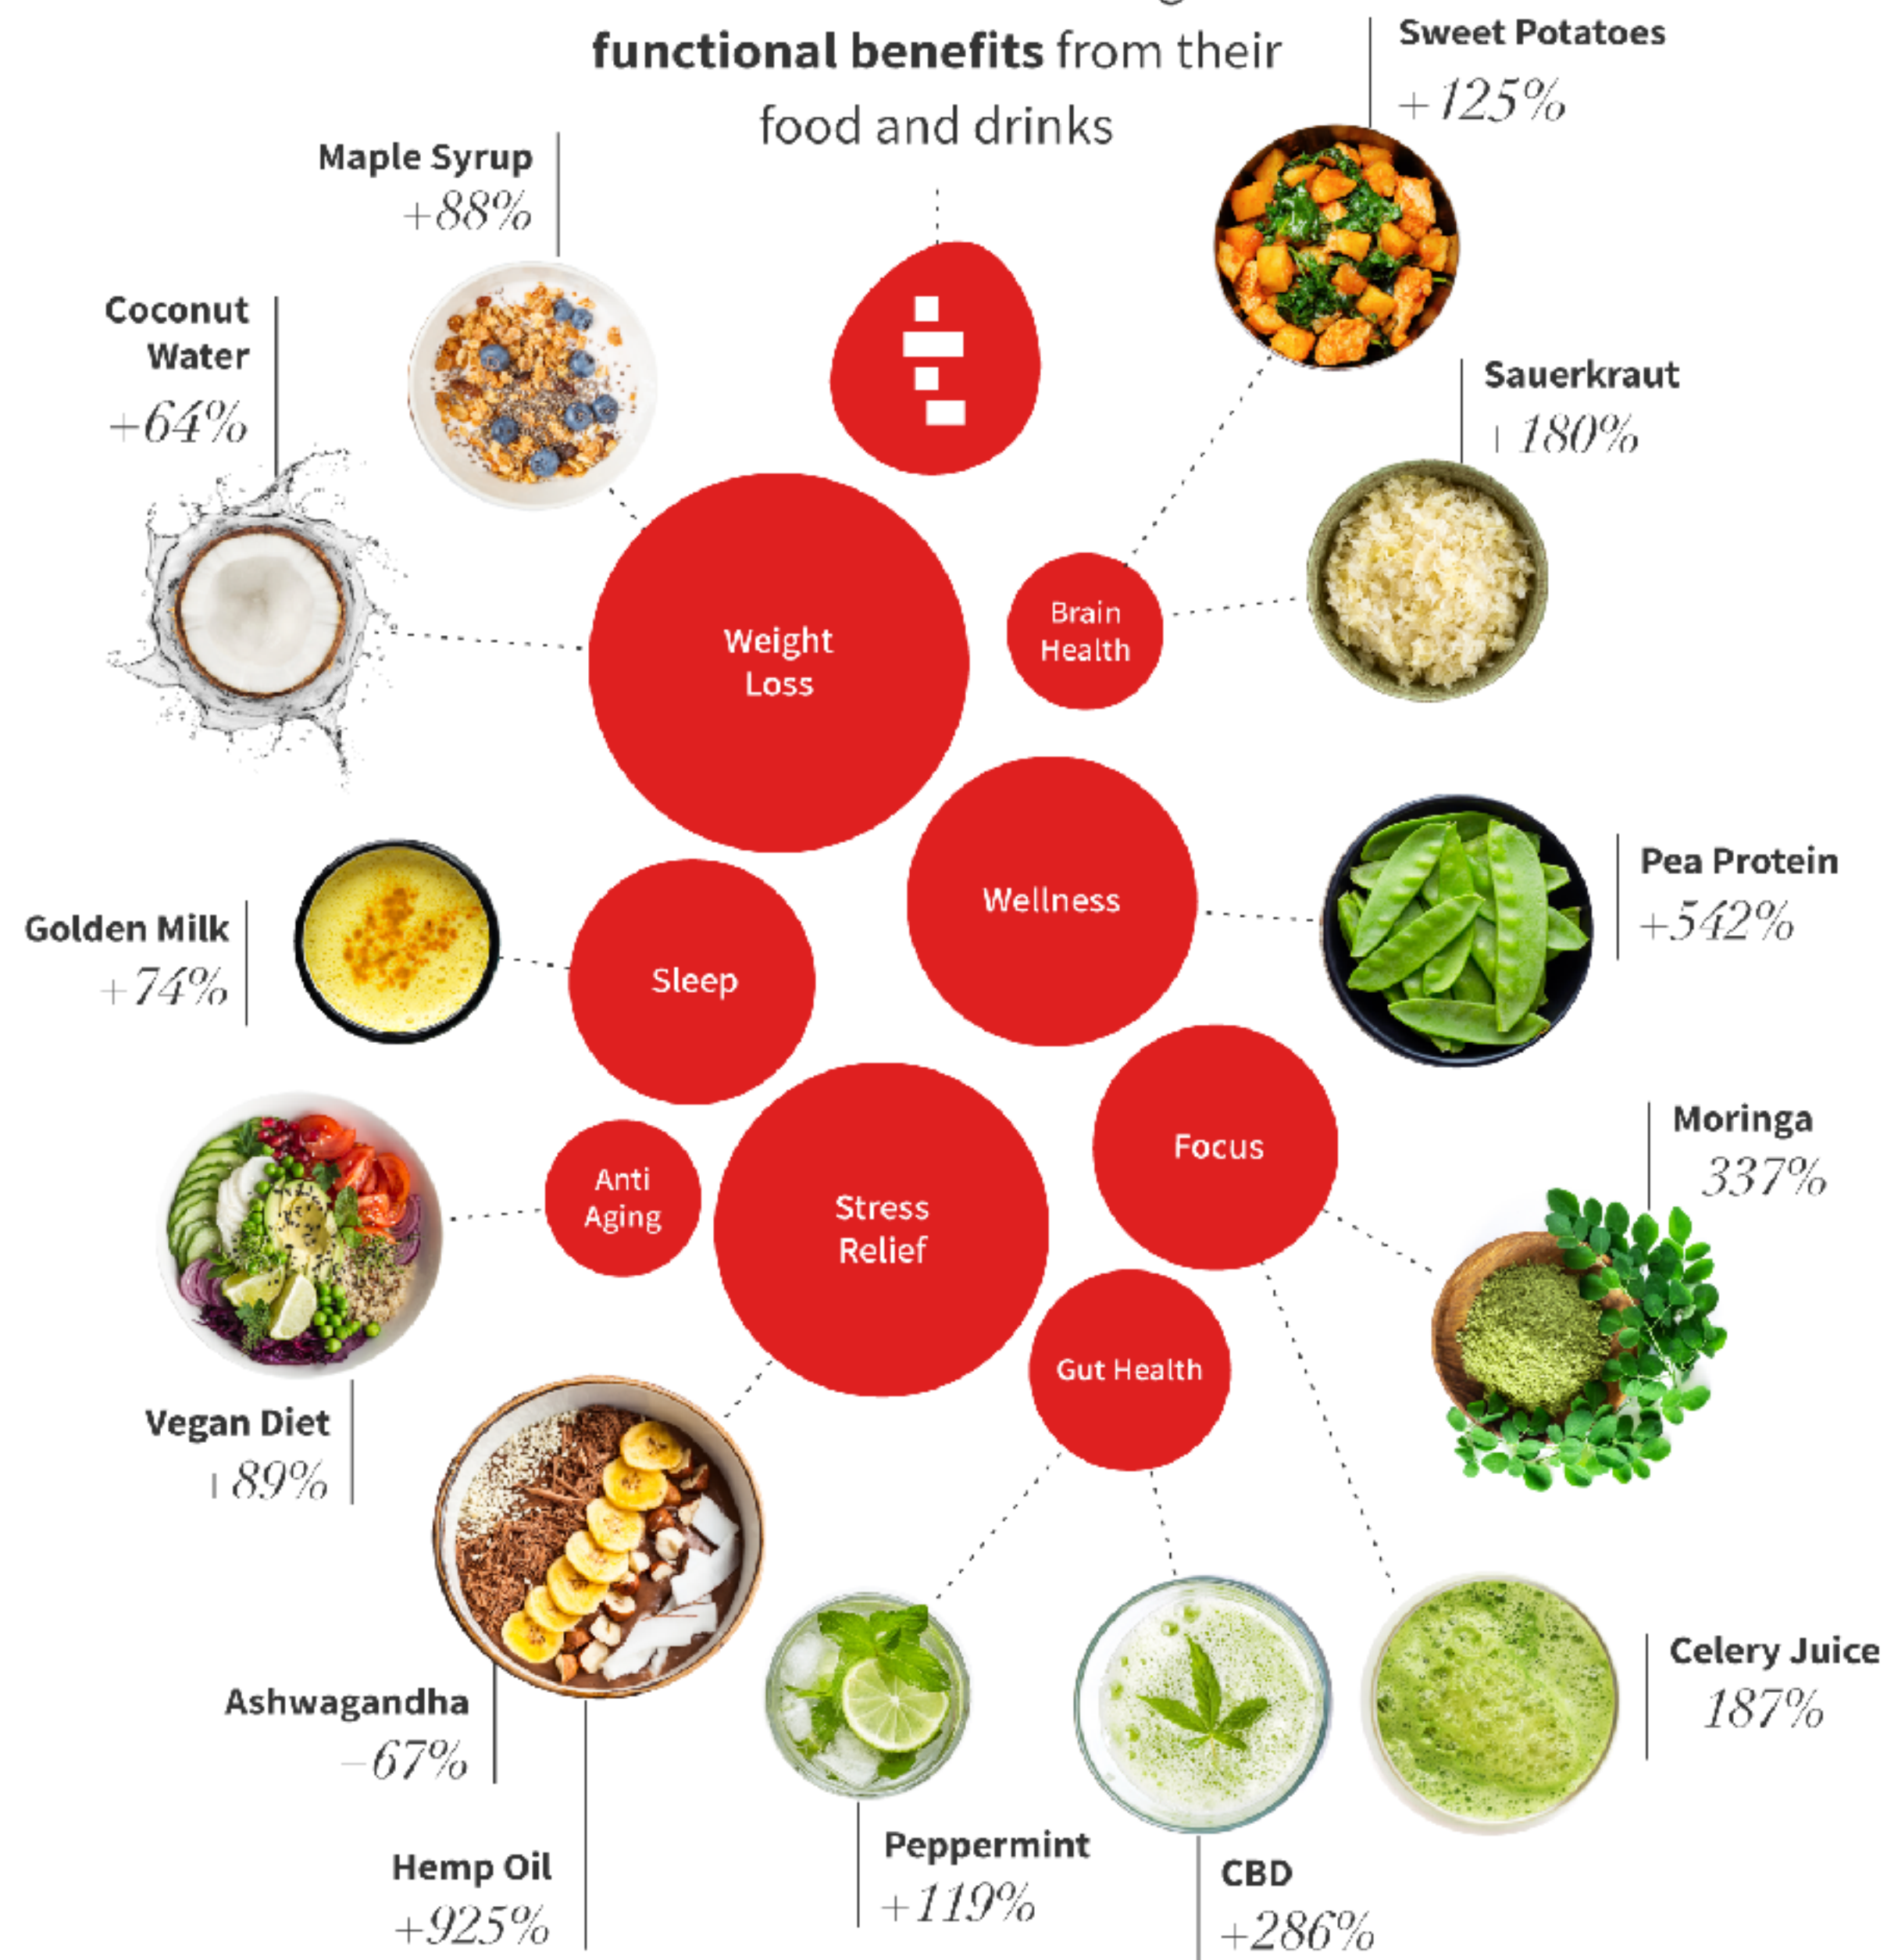 functional benefits from their
food and drinks
Sweet Potatoes
+125%
Maple Syrup
+88%
Coconut
Water
+64%
Sauerkraut
+180%
Weight
Loss
Brain
Health
Pea Protein
+542%
Wellness
Golden Milk
+74%
Sleep
Moringa
337%
Focus
Anti
Aging
Stress
Relief
Gut Health
Vegan Diet
+89%
Ashwagandha
–67%
Celery Juice
187%
Hemp Oil
+925%
Peppermint
+119%
CBD
+286%